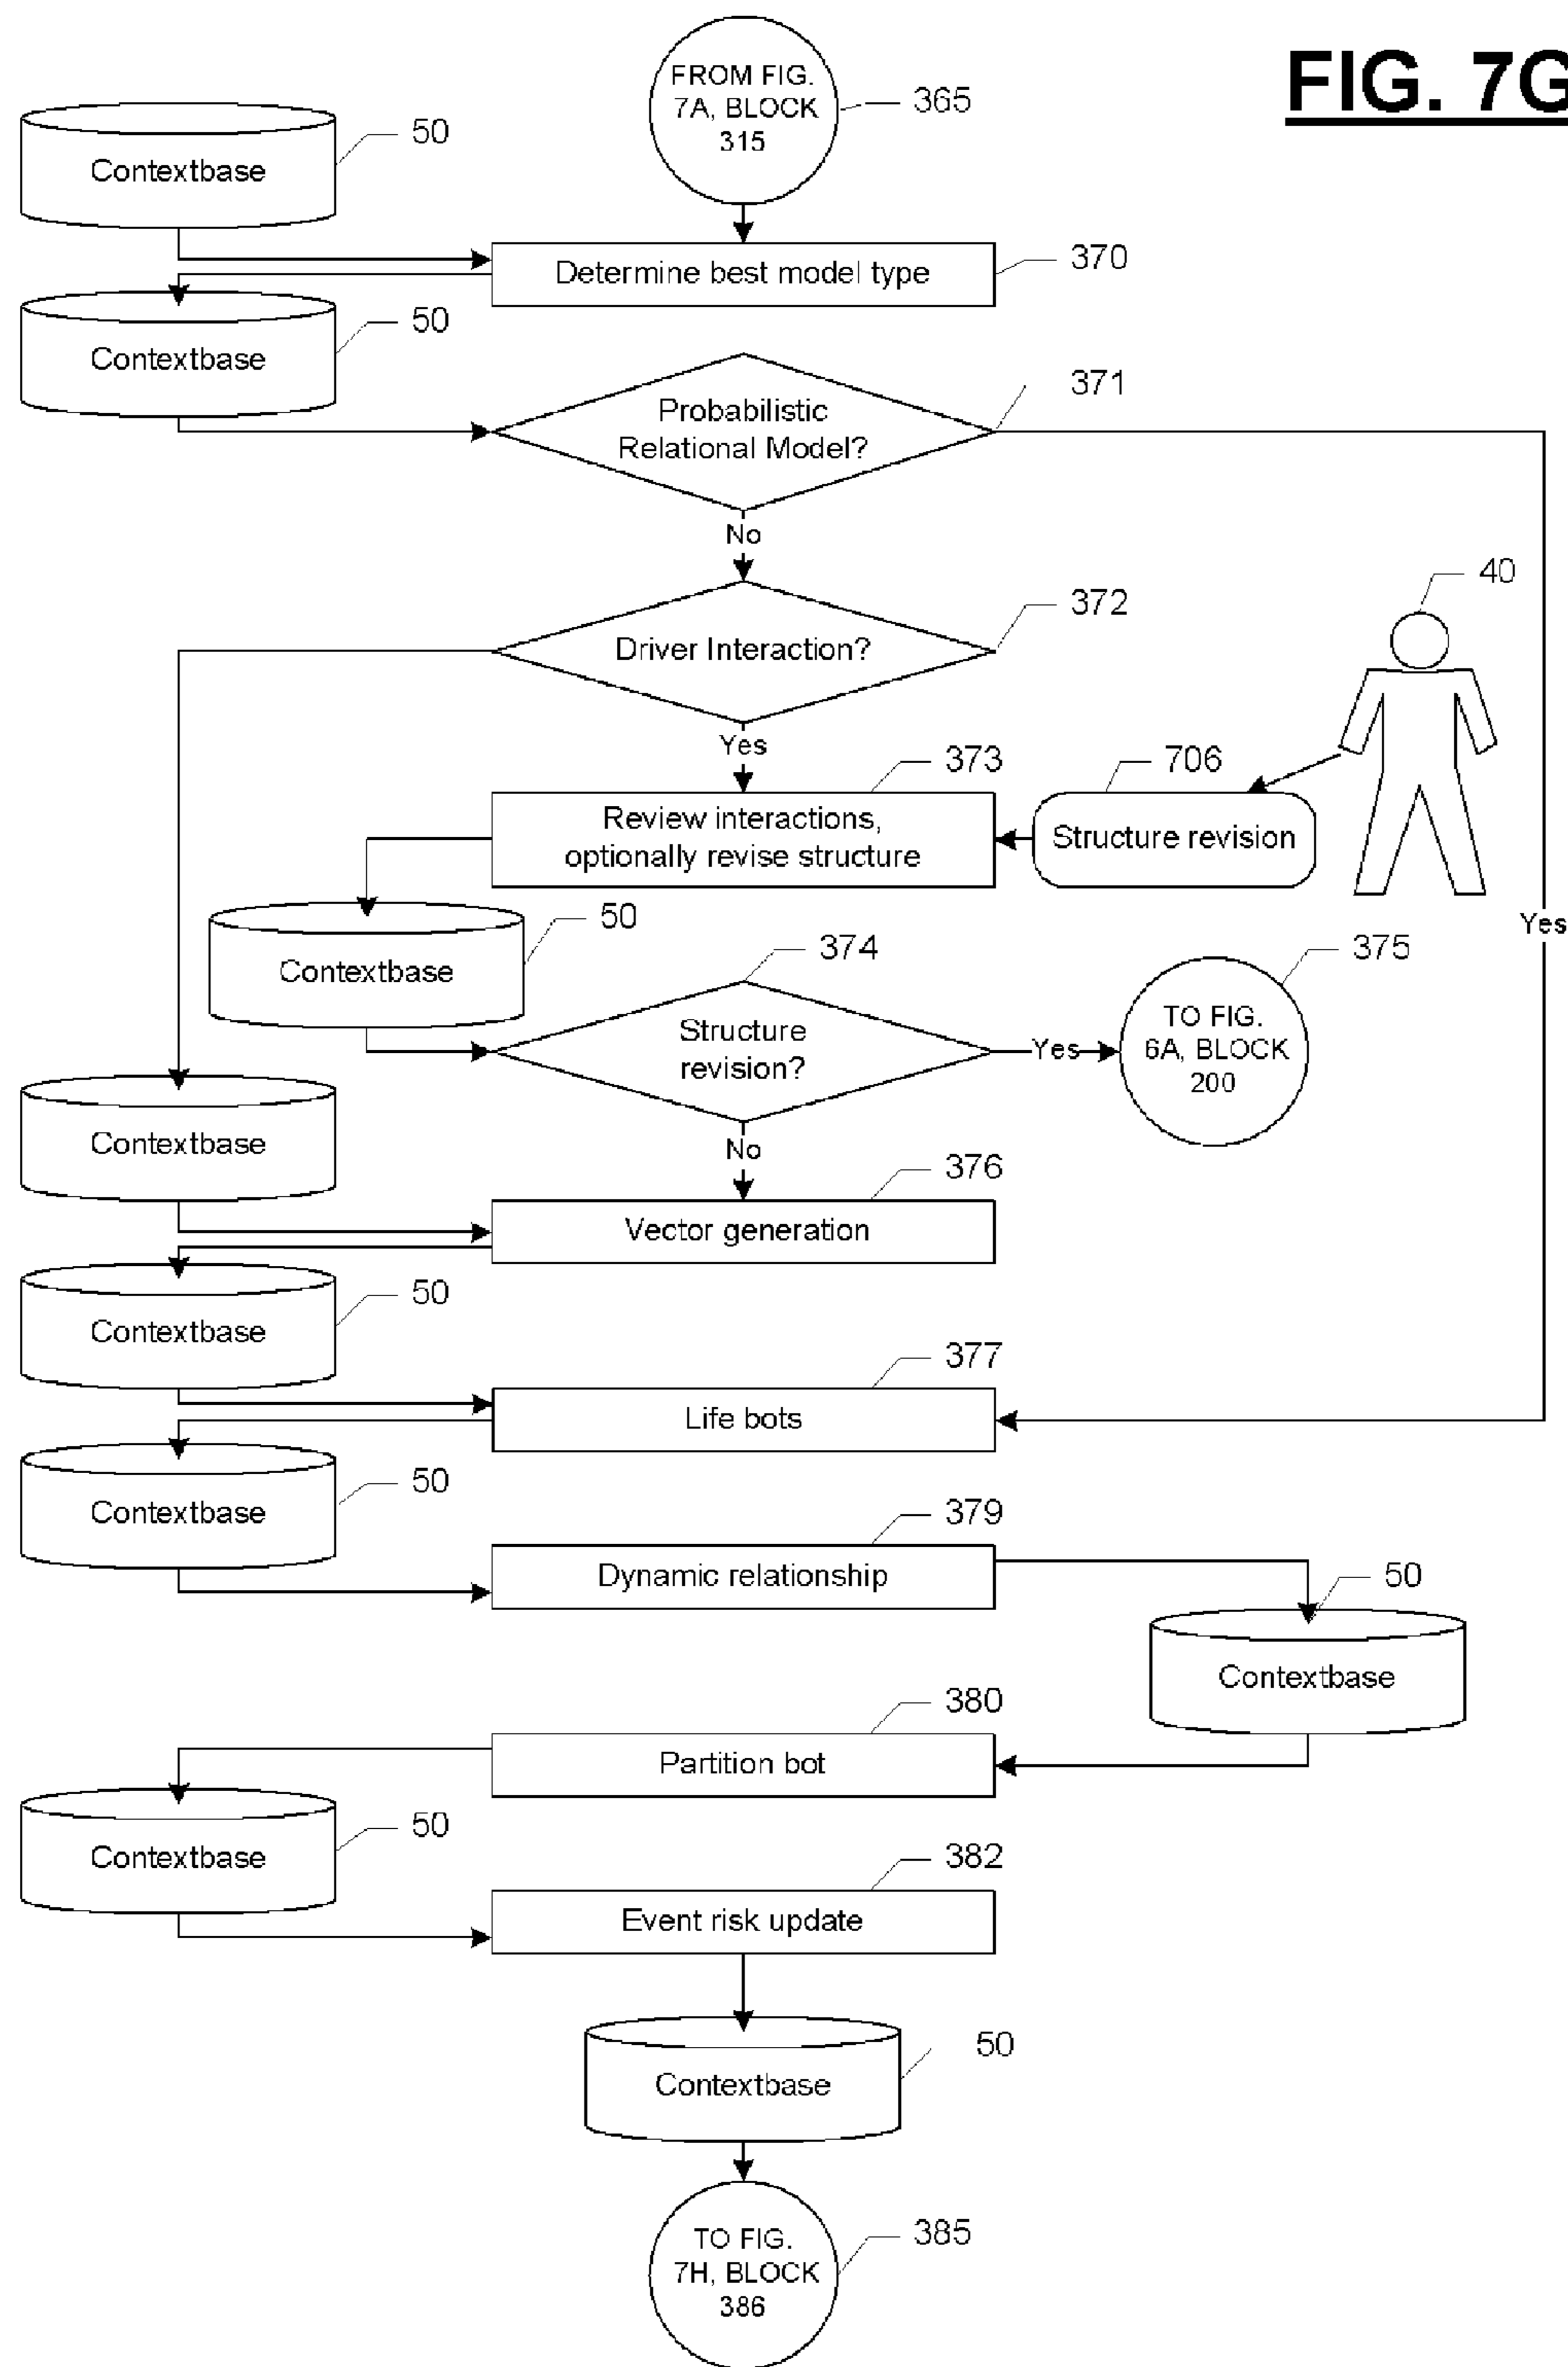 FIG. 7G
FROM FIG.
7A, BLOCK
315
365
Contextbase
50
Determine best model type
370
Contextbase
50
Probabilistic
Relational Model?
371
No
Yes
Driver Interaction?
372
40
Yes
Review interactions,
optionally revise structure
373
Structure revision
706
Contextbase
50
Structure
revision?
374
Yes
TO FIG.
6A, BLOCK
200
375
No
Contextbase
Vector generation
376
Contextbase
50
Life bots
377
Contextbase
50
Dynamic relationship
379
Contextbase
50
Partition bot
380
Contextbase
50
Event risk update
382
Contextbase
50
TO FIG.
7H, BLOCK
386
385